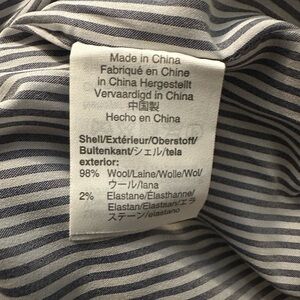 Made in China
Fabriqué en Chine
in China Hergestellt
Vervaardigd in China
中国製
Hecho en China
Shell/Extérieur/Oberstoff/
Buitenkant/シェル/tela
exterior:
98% Wool/Laine/Wolle/Wol/
ウール/lana
2% Elastane/Élasthanne/
Elastan/Elastaan/エラ
ステーン/elastano